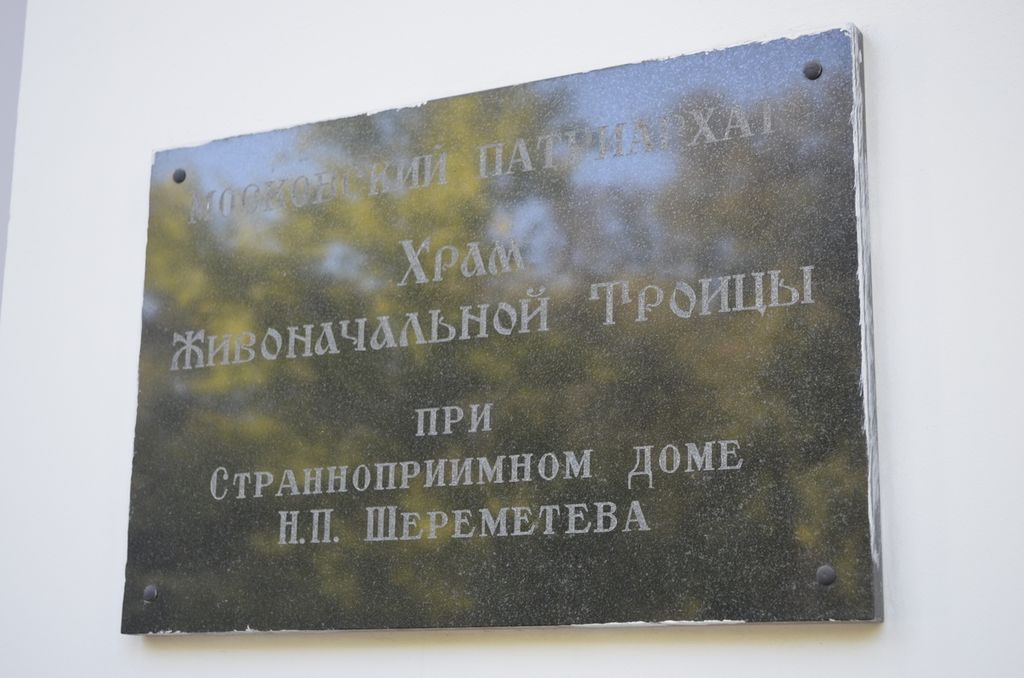 МОСКОВСКИЙ ПАТРИАРХАТ
ХРАМ
ЖИВОНАЧАЛЬНОЙ ТРОИЦЫ
ПРИ
СТРАННОПРИИМНОМ ДОМЕ
Н.П. ШЕРЕМЕТЕВА